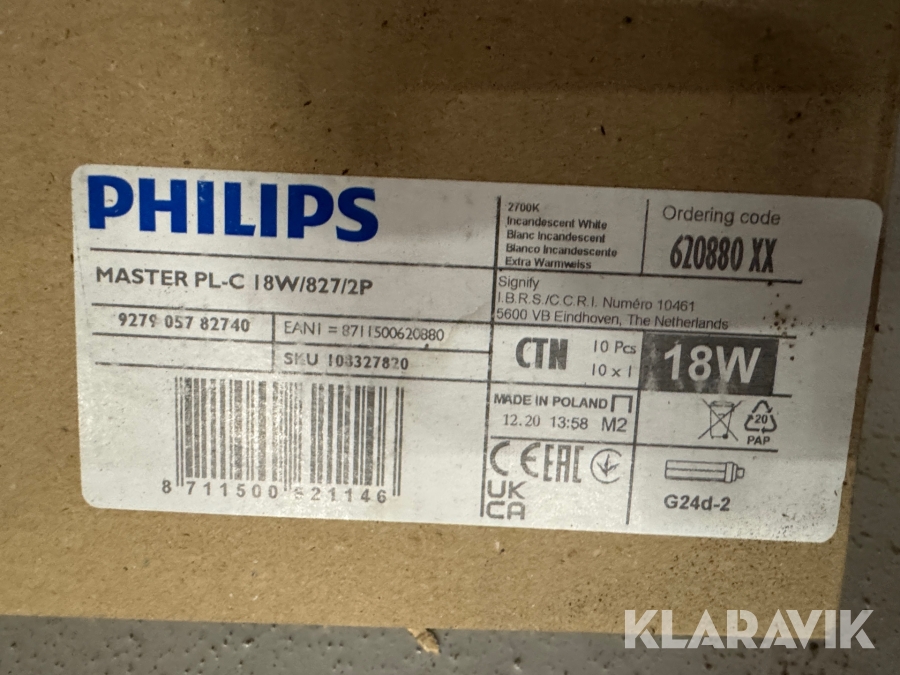 PHILIPS
MASTER PL-C 18W/827/2P
9279 057 82740
EAN1 = 8711500620880
SKU 103327820
8 711500 621146
2700K
Incandescent White
Blanc Incandescent
Blanco Incandescente
Extra Warmweiss
Ordering code
620880 XX
Signify
I.B.R.S./C.C.R.I. Numéro 10461
5600 VB Eindhoven, The Netherlands
CTN
10 Pcs
10 x 1
18W
MADE IN POLAND
12.20 13:58 M2
20
PAP
CE EAC
UK
CA
G24d-2
KLARAVIK